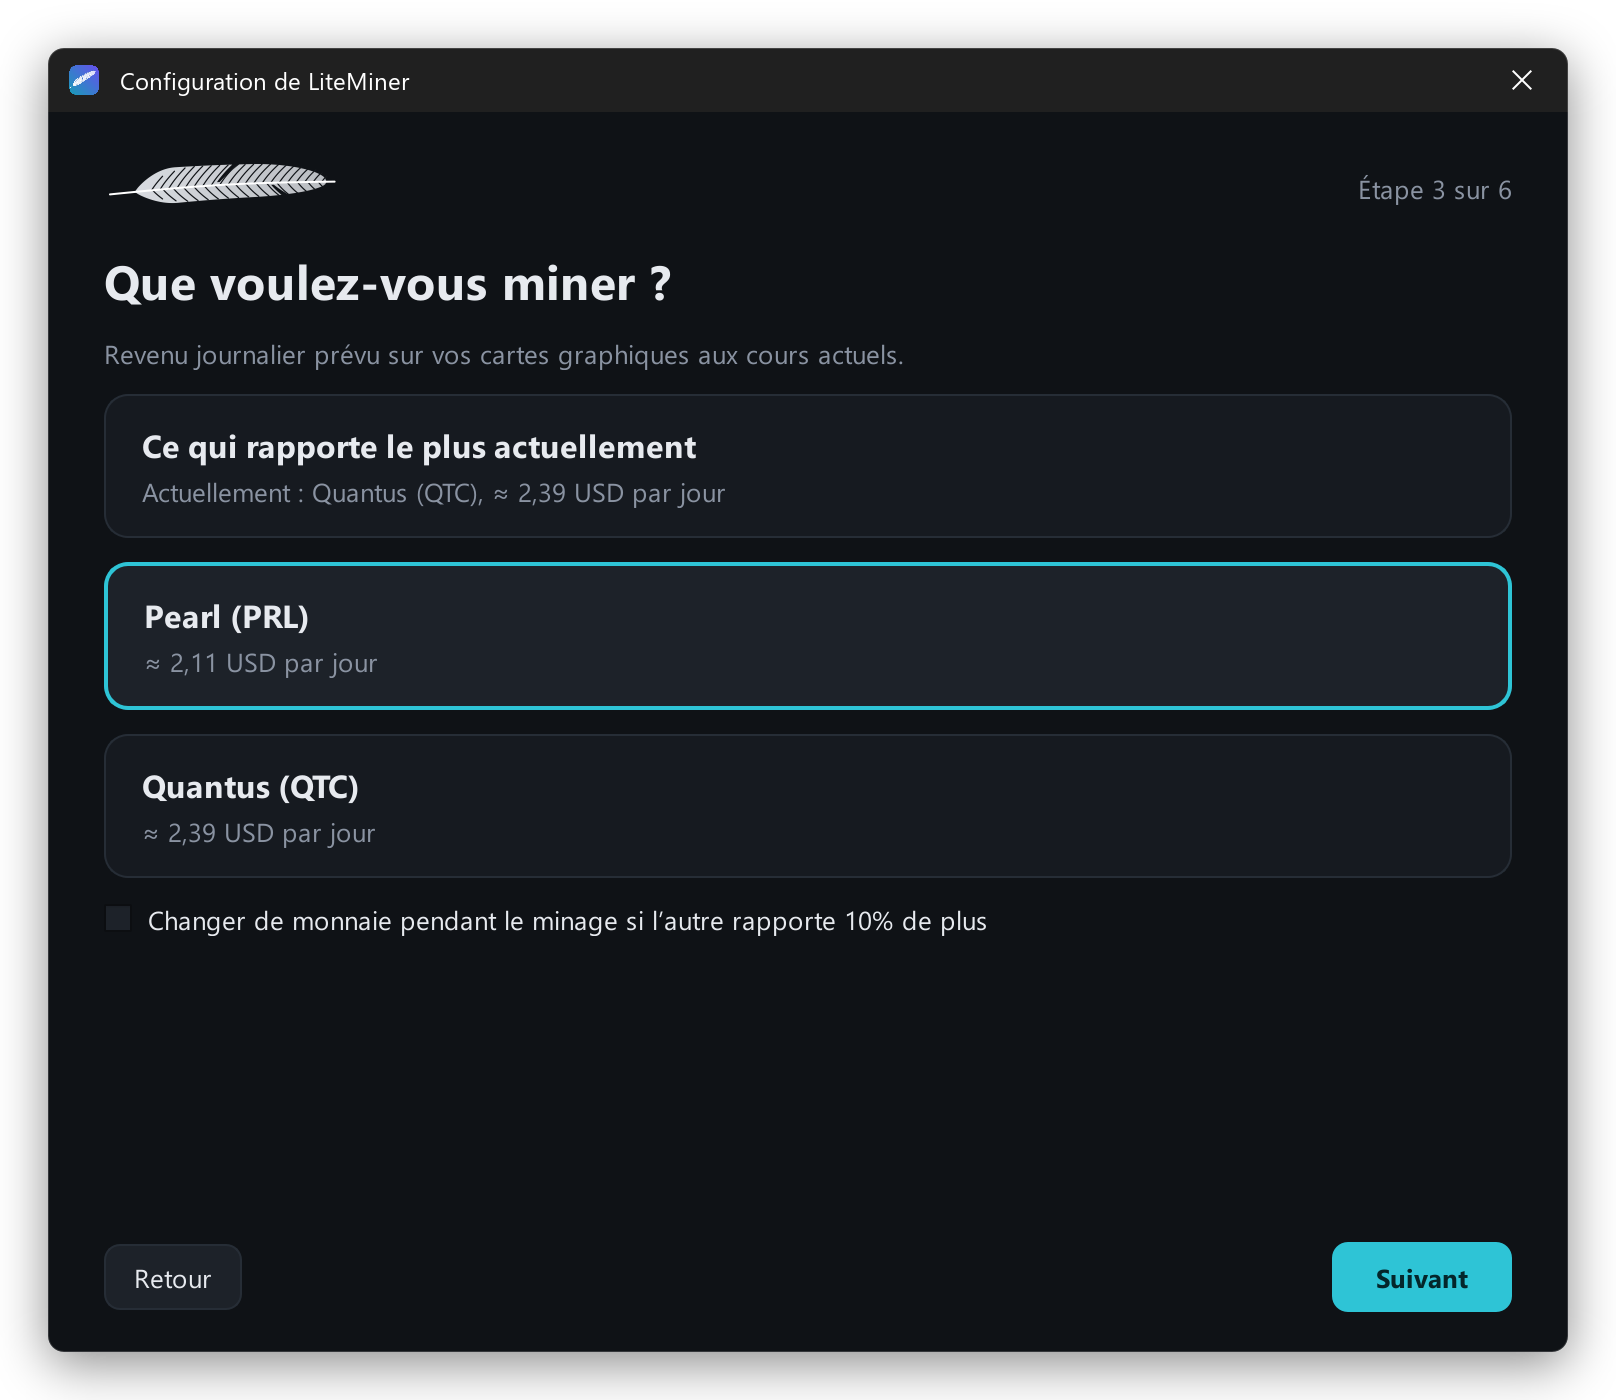 Configuration de LiteMiner
Étape 3 sur 6
Que voulez-vous miner ?
Revenu journalier prévu sur vos cartes graphiques aux cours actuels.
Ce qui rapporte le plus actuellement
Actuellement : Quantus (QTC), ≈ 2,39 USD par jour
Pearl (PRL)
≈ 2,11 USD par jour
Quantus (QTC)
≈ 2,39 USD par jour
Changer de monnaie pendant le minage si l’autre rapporte 10% de plus
Retour
Suivant